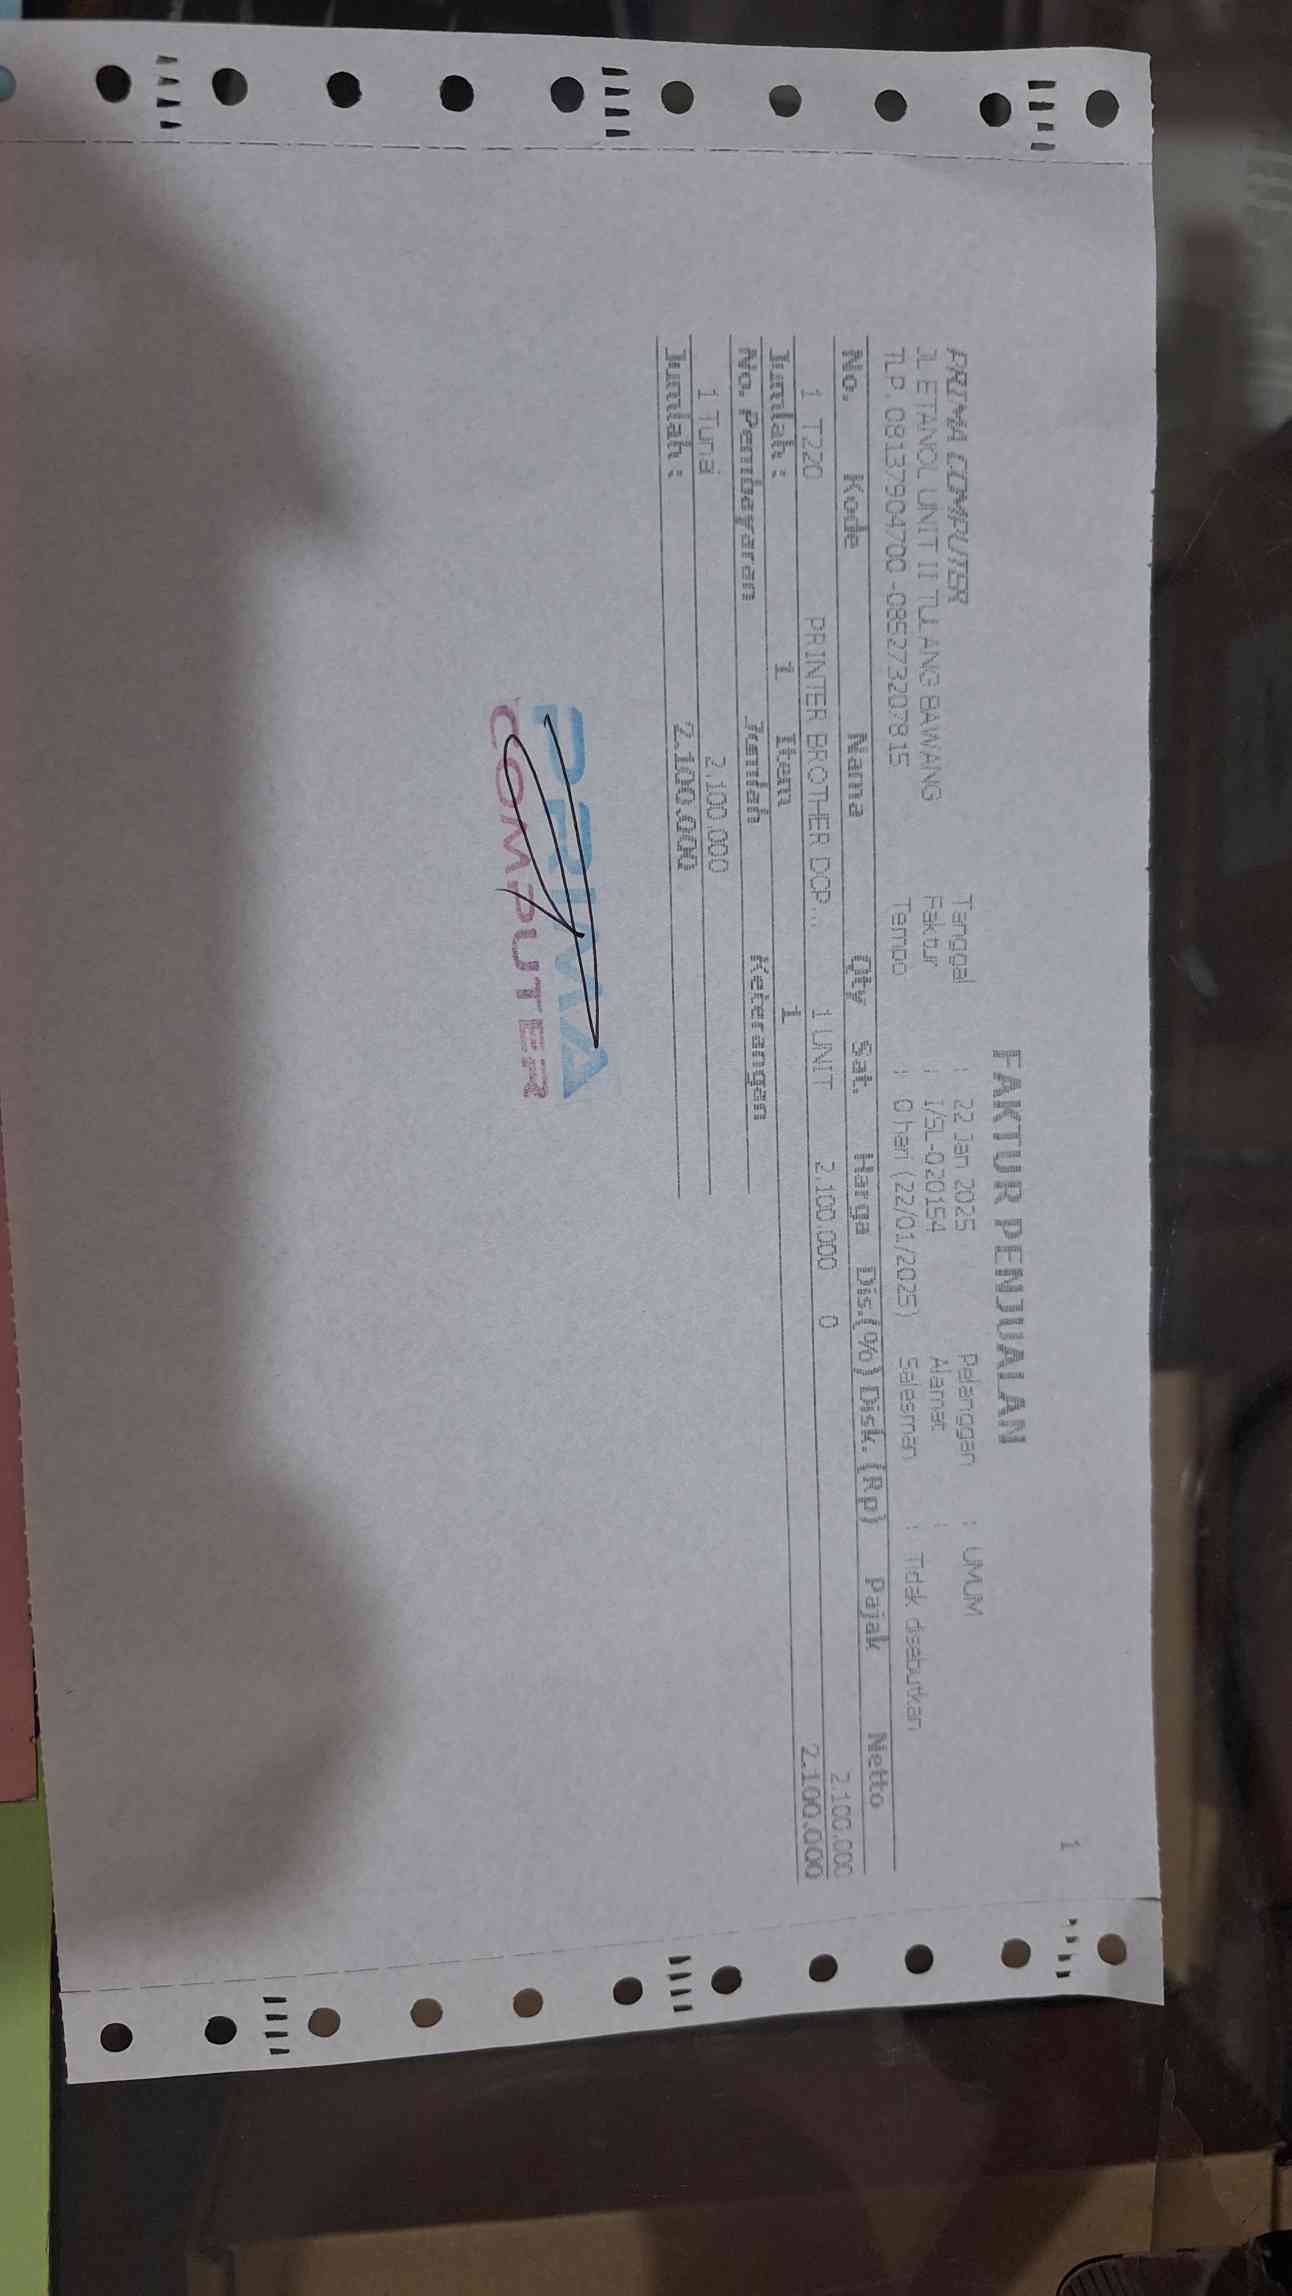 1
FAKTUR PENJUALAN
PRIMA COMPUTER Tanggal : 22 Jan 2025 Pelanggan : UMUM
JL ETANOL UNIT II TULANG BAWANG Faktur : I/SL-020154 Alamat :
TLP. 08137904700 -085273207815 Tempo : 0 hari (22/01/2025) Salesman : Tidak disebutkan
No. Kode Nama Qty Sat. Harga Dis.(%) Disk. (Rp) Pajak Netto
1 T220 PRINTER BROTHER DCP... 1 UNIT 2.100.000 0 2.100.000
Jumlah : 1 Item 1 2.100.000
No. Pembayaran Jumlah Keterangan
1 Tunai 2.100.000
Jumlah : 2.100.000
PRIMA
COMPUTER